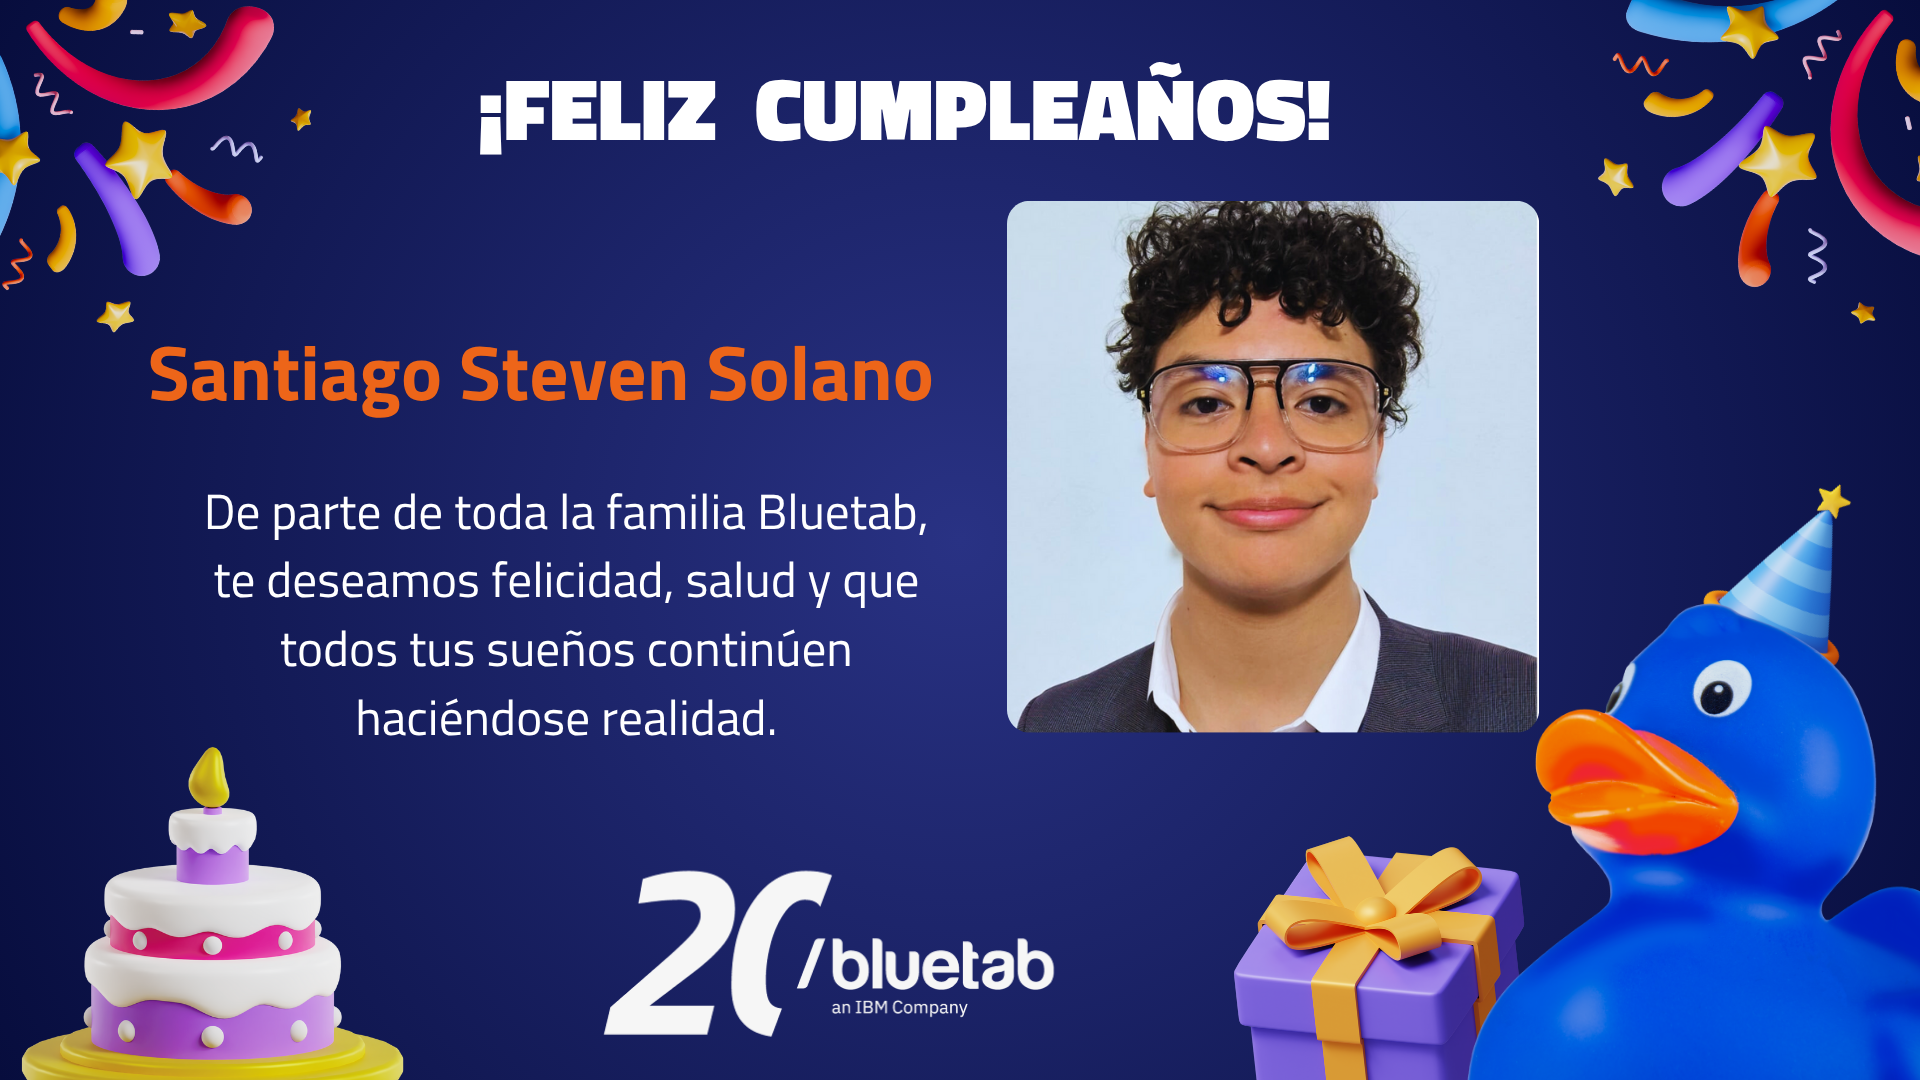 ¡FELIZ CUMPLEAÑOS!
Santiago Steven Solano
De parte de toda la familia Bluetab,
te deseamos felicidad, salud y que
todos tus sueños continúen
haciéndose realidad.
20/bluetab
an IBM Company